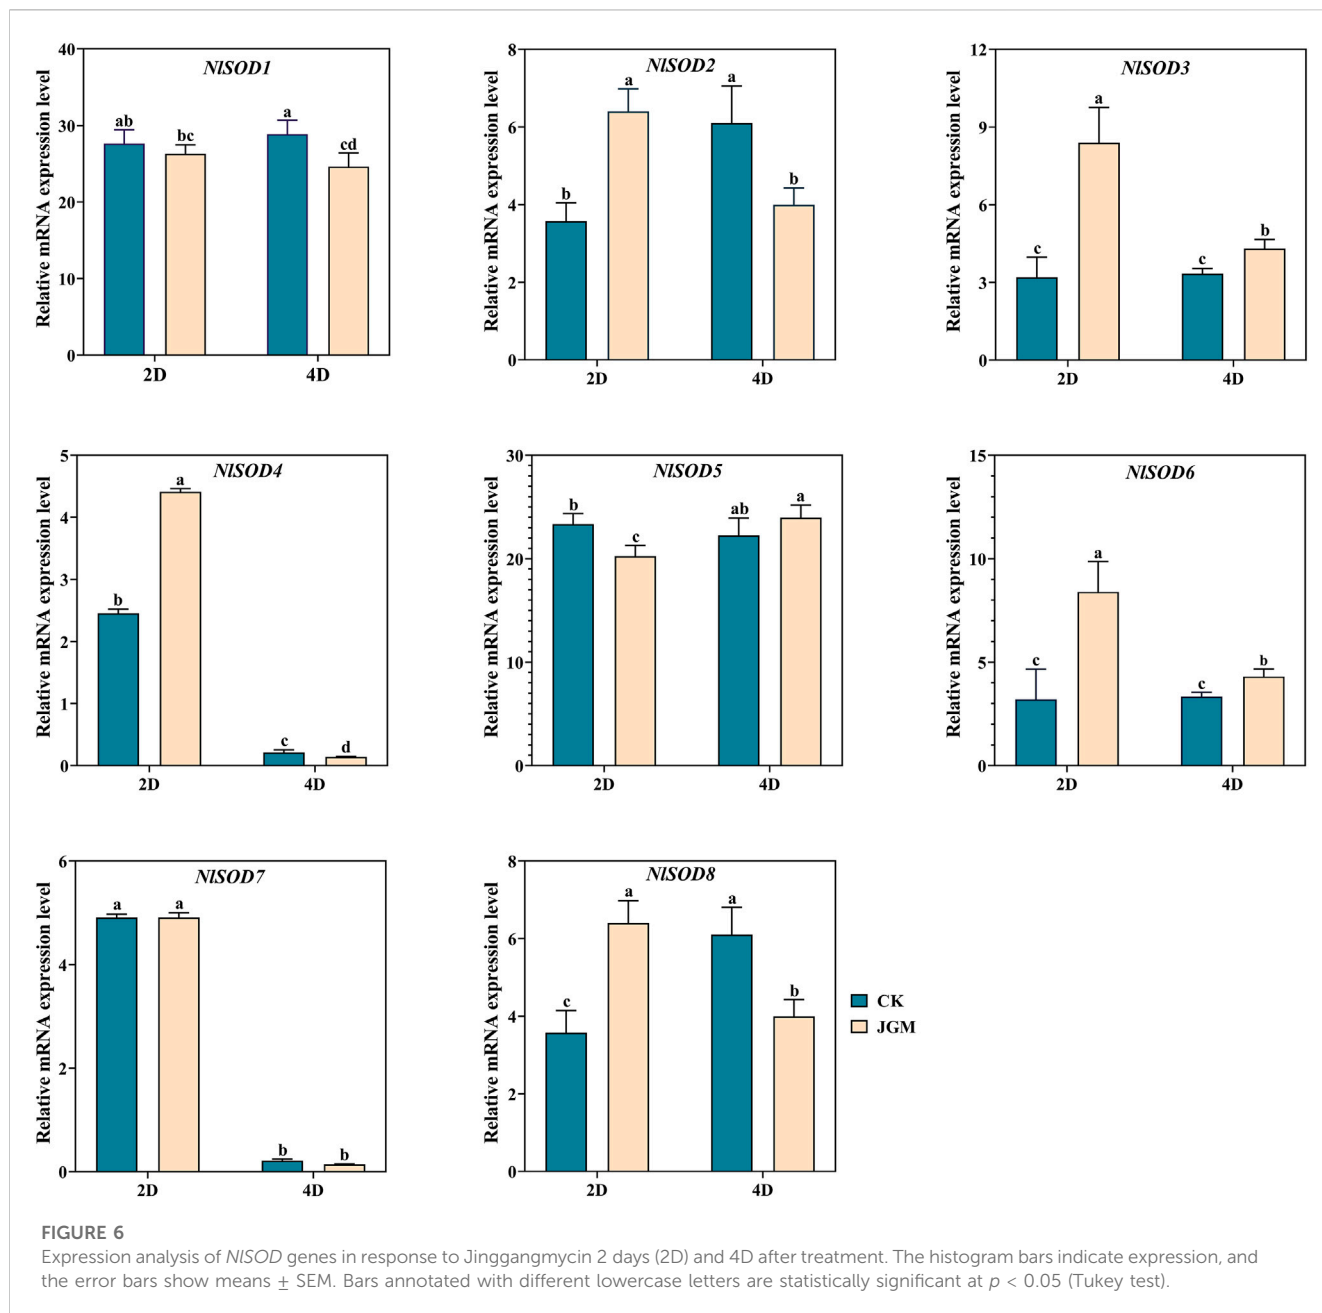 NlSOD1
Relative mRNA expression level
40
30
20
10
0
ab
bc
a
cd
2D
4D
NlSOD2
Relative mRNA expression level
8
6
4
2
0
b
a
a
b
2D
4D
NlSOD3
Relative mRNA expression level
12
9
6
3
0
c
a
c
b
2D
4D
NlSOD4
Relative mRNA expression level
5
4
3
2
1
0
b
a
c
d
2D
4D
NlSOD5
Relative mRNA expression level
30
20
10
0
b
c
ab
a
2D
4D
NlSOD6
Relative mRNA expression level
15
10
5
0
c
a
c
b
2D
4D
NlSOD7
Relative mRNA expression level
6
4
2
0
a
a
b
b
2D
4D
NlSOD8
Relative mRNA expression level
8
6
4
2
0
c
a
a
b
2D
4D
CK
JGM
FIGURE 6
Expression analysis of NlSOD genes in response to Jinggangmycin 2 days (2D) and 4D after treatment. The histogram bars indicate expression, and
the error bars show means ± SEM. Bars annotated with different lowercase letters are statistically significant at p < 0.05 (Tukey test).